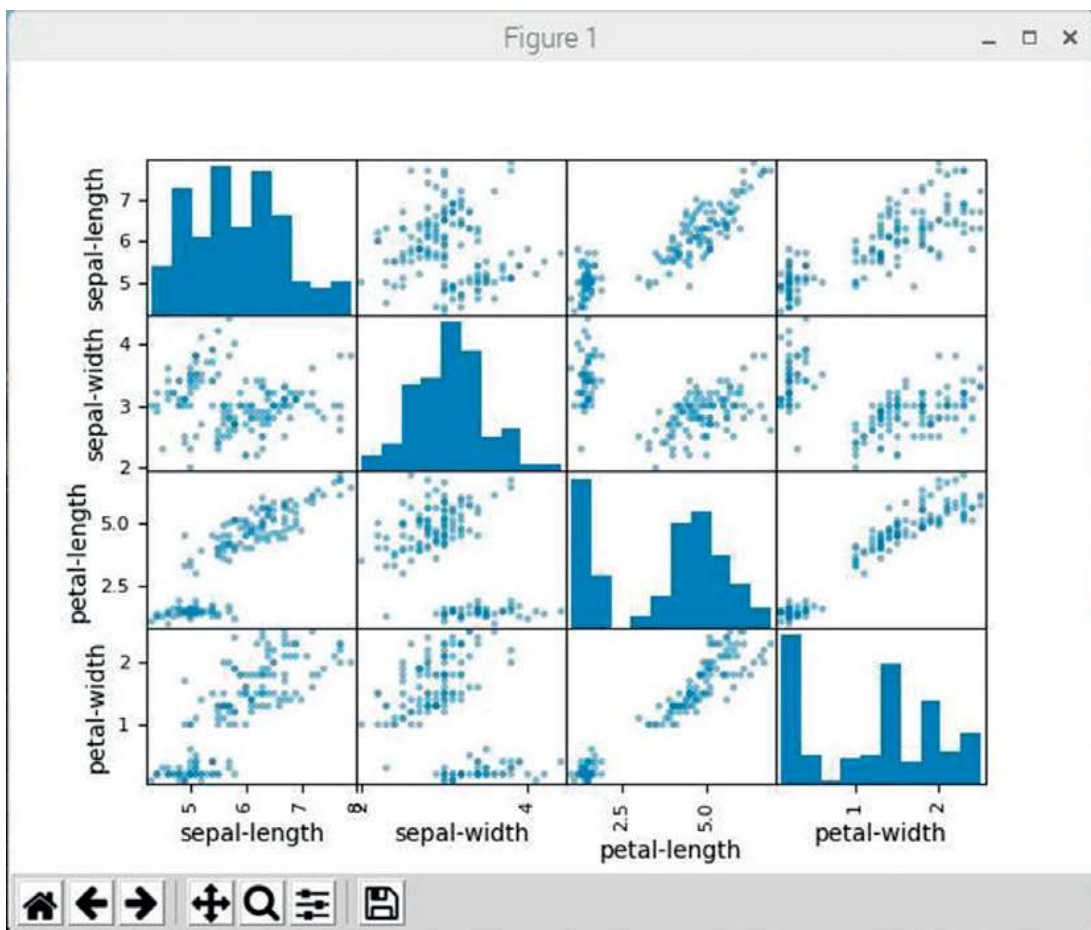 Figure 1
sepal-length
7
6
5
sepal-width
4
3
2
petal-length
5.0
2.5
petal-width
2
1
5
6
7
8
2
4
2.5
5.0
1
2
sepal-length
sepal-width
petal-length
petal-width